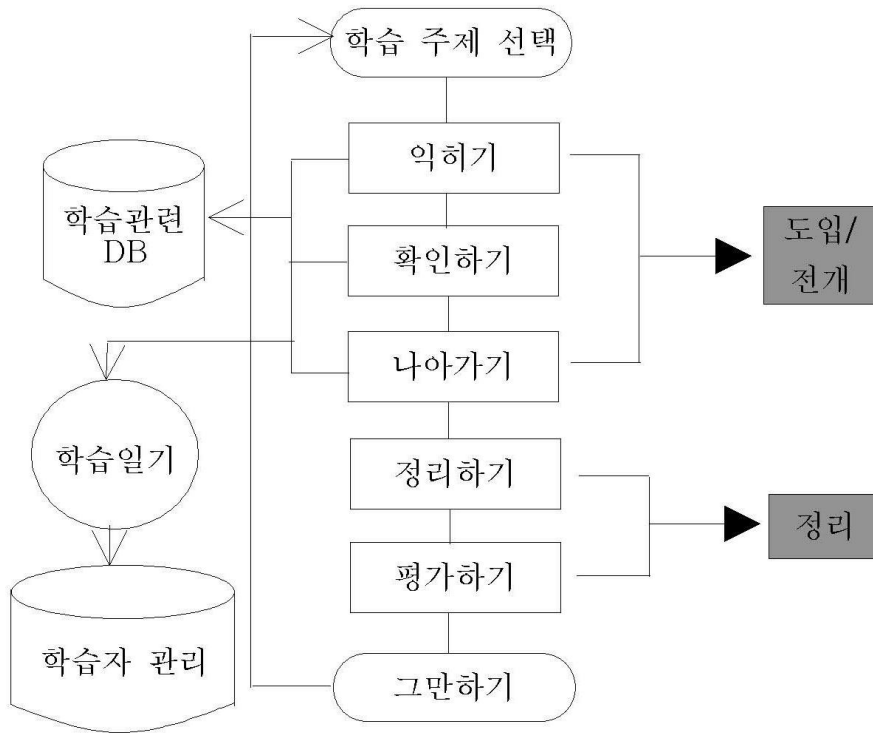 학습 주제 선택
익히기
학습관련
DB
확인하기
도입/
전개
나아가기
학습일기
정리하기
정리
평가하기
학습자 관리
그만하기